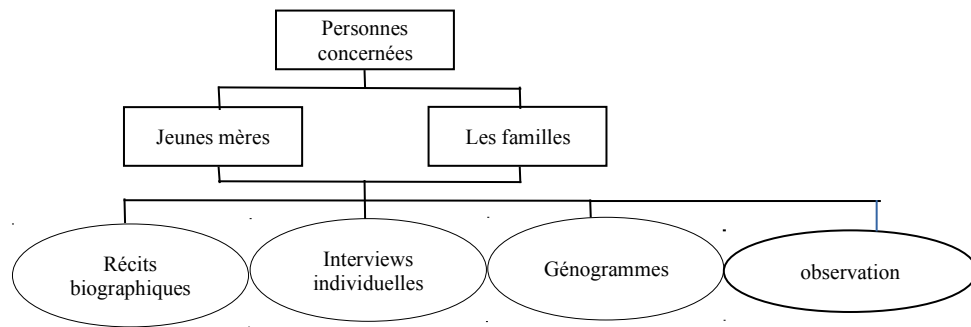 Personnes
concernées
Jeunes mères
Les familles
Récits
biographiques
Interviews
individuelles
Génogrammes
observation